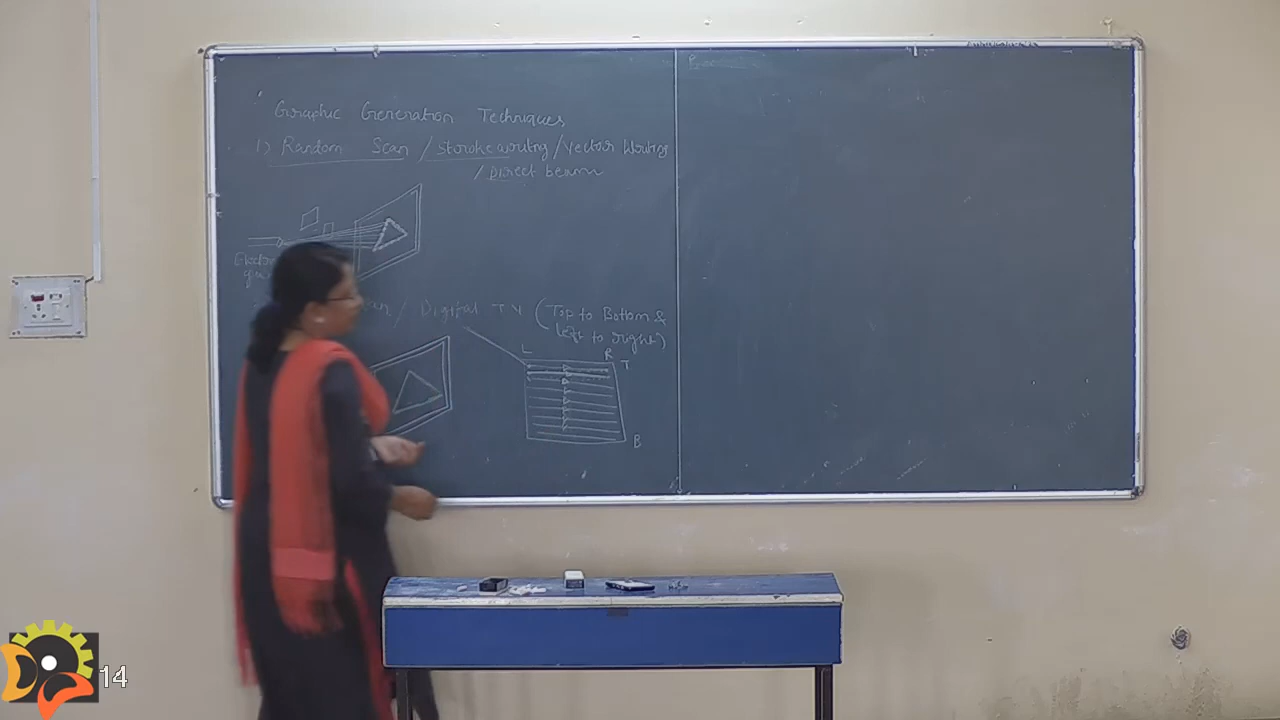 Graphic Generation Techniques
1) Random Scan / stroke writing / Vector Writing
/ Direct beam
/ Digital TV (Top to Bottom &
left to right)
L
R
T
B
14